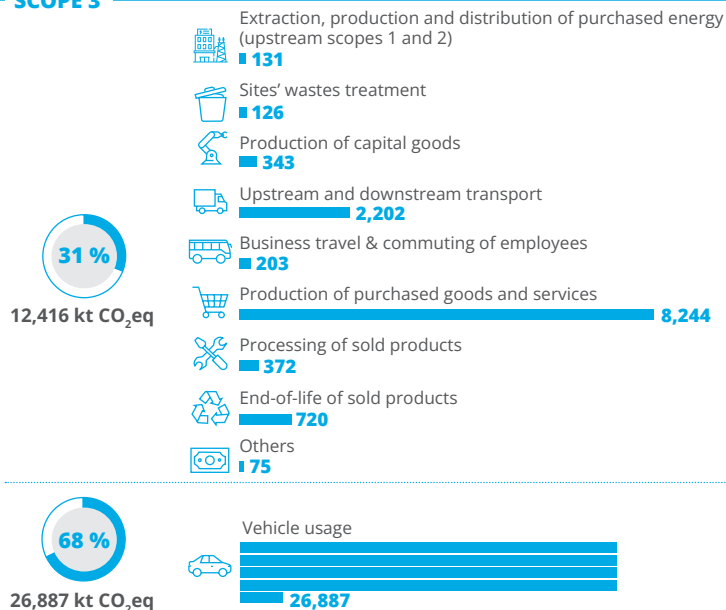 SCOPE 3
Extraction, production and distribution of purchased energy
(upstream scopes 1 and 2)
131
Sites’ wastes treatment
126
Production of capital goods
343
Upstream and downstream transport
2,202
Business travel & commuting of employees
203
31 %
12,416 kt CO₂eq
Production of purchased goods and services
8,244
Processing of sold products
372
End-of-life of sold products
720
Others
75
68 %
26,887 kt CO₂eq
Vehicle usage
26,887